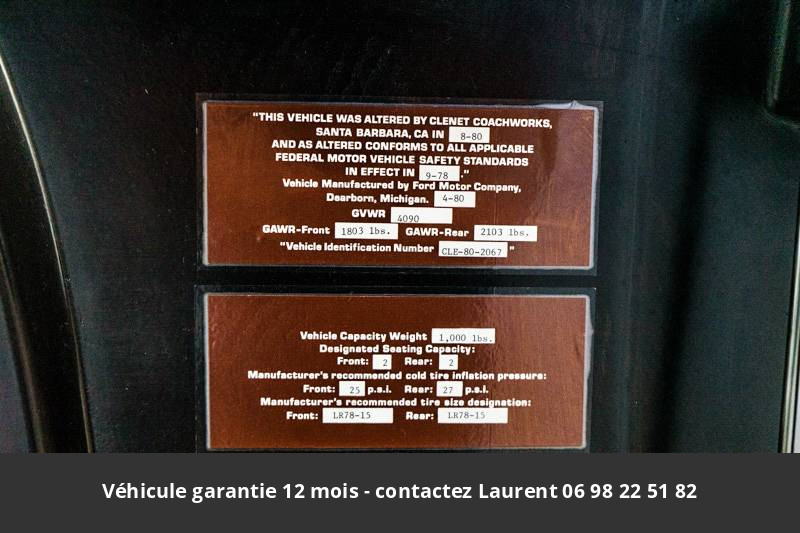 "THIS VEHICLE WAS ALTERED BY CLENET COACHWORKS,
SANTA BARBARA, CA IN 8-80
AND AS ALTERED CONFORMS TO ALL APPLICABLE
FEDERAL MOTOR VEHICLE SAFETY STANDARDS
IN EFFECT IN 9-78."
Vehicle Manufactured by Ford Motor Company,
Dearborn, Michigan. 4-80
GVWR 4090
GAWR-Front 1803 lbs. GAWR-Rear 2103 lbs.
"Vehicle Identification Number CLE-80-2067"
Vehicle Capacity Weight 1,000 lbs.
Designated Seating Capacity:
Front: 2 Rear: 2
Manufacturer's recommended cold tire inflation pressure:
Front: 25 p.s.i. Rear: 27 p.s.i.
Manufacturer's recommended tire size designation:
Front: LR78-15 Rear: LR78-15
Véhicule garantie 12 mois - contactez Laurent 06 98 22 51 82